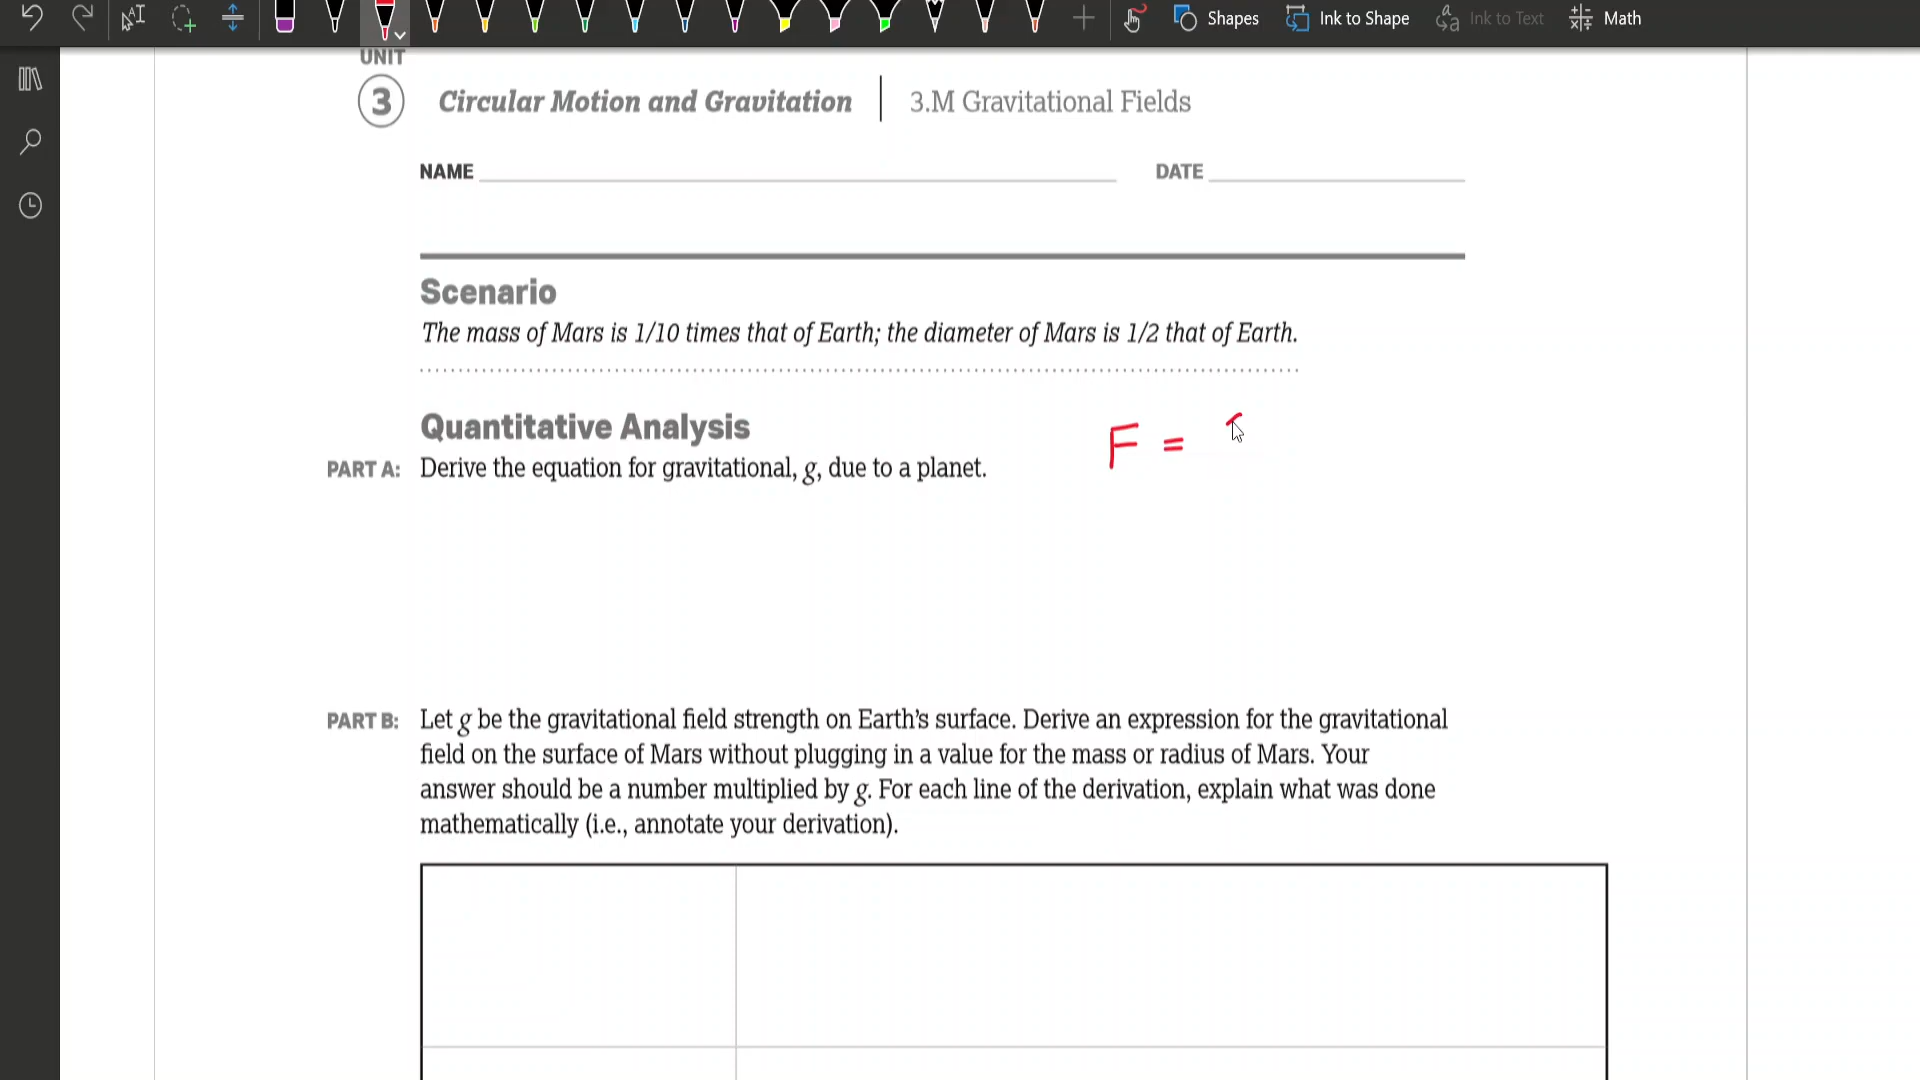 Shapes Ink to Shape Ink to Text Math
UNIT
3 Circular Motion and Gravitation 3.M Gravitational Fields
NAME DATE
Scenario
The mass of Mars is 1/10 times that of Earth; the diameter of Mars is 1/2 that of Earth.
Quantitative Analysis
F =
PART A: Derive the equation for gravitational, g, due to a planet.
PART B: Let g be the gravitational field strength on Earth's surface. Derive an expression for the gravitational
field on the surface of Mars without plugging in a value for the mass or radius of Mars. Your
answer should be a number multiplied by g. For each line of the derivation, explain what was done
mathematically (i.e., annotate your derivation).